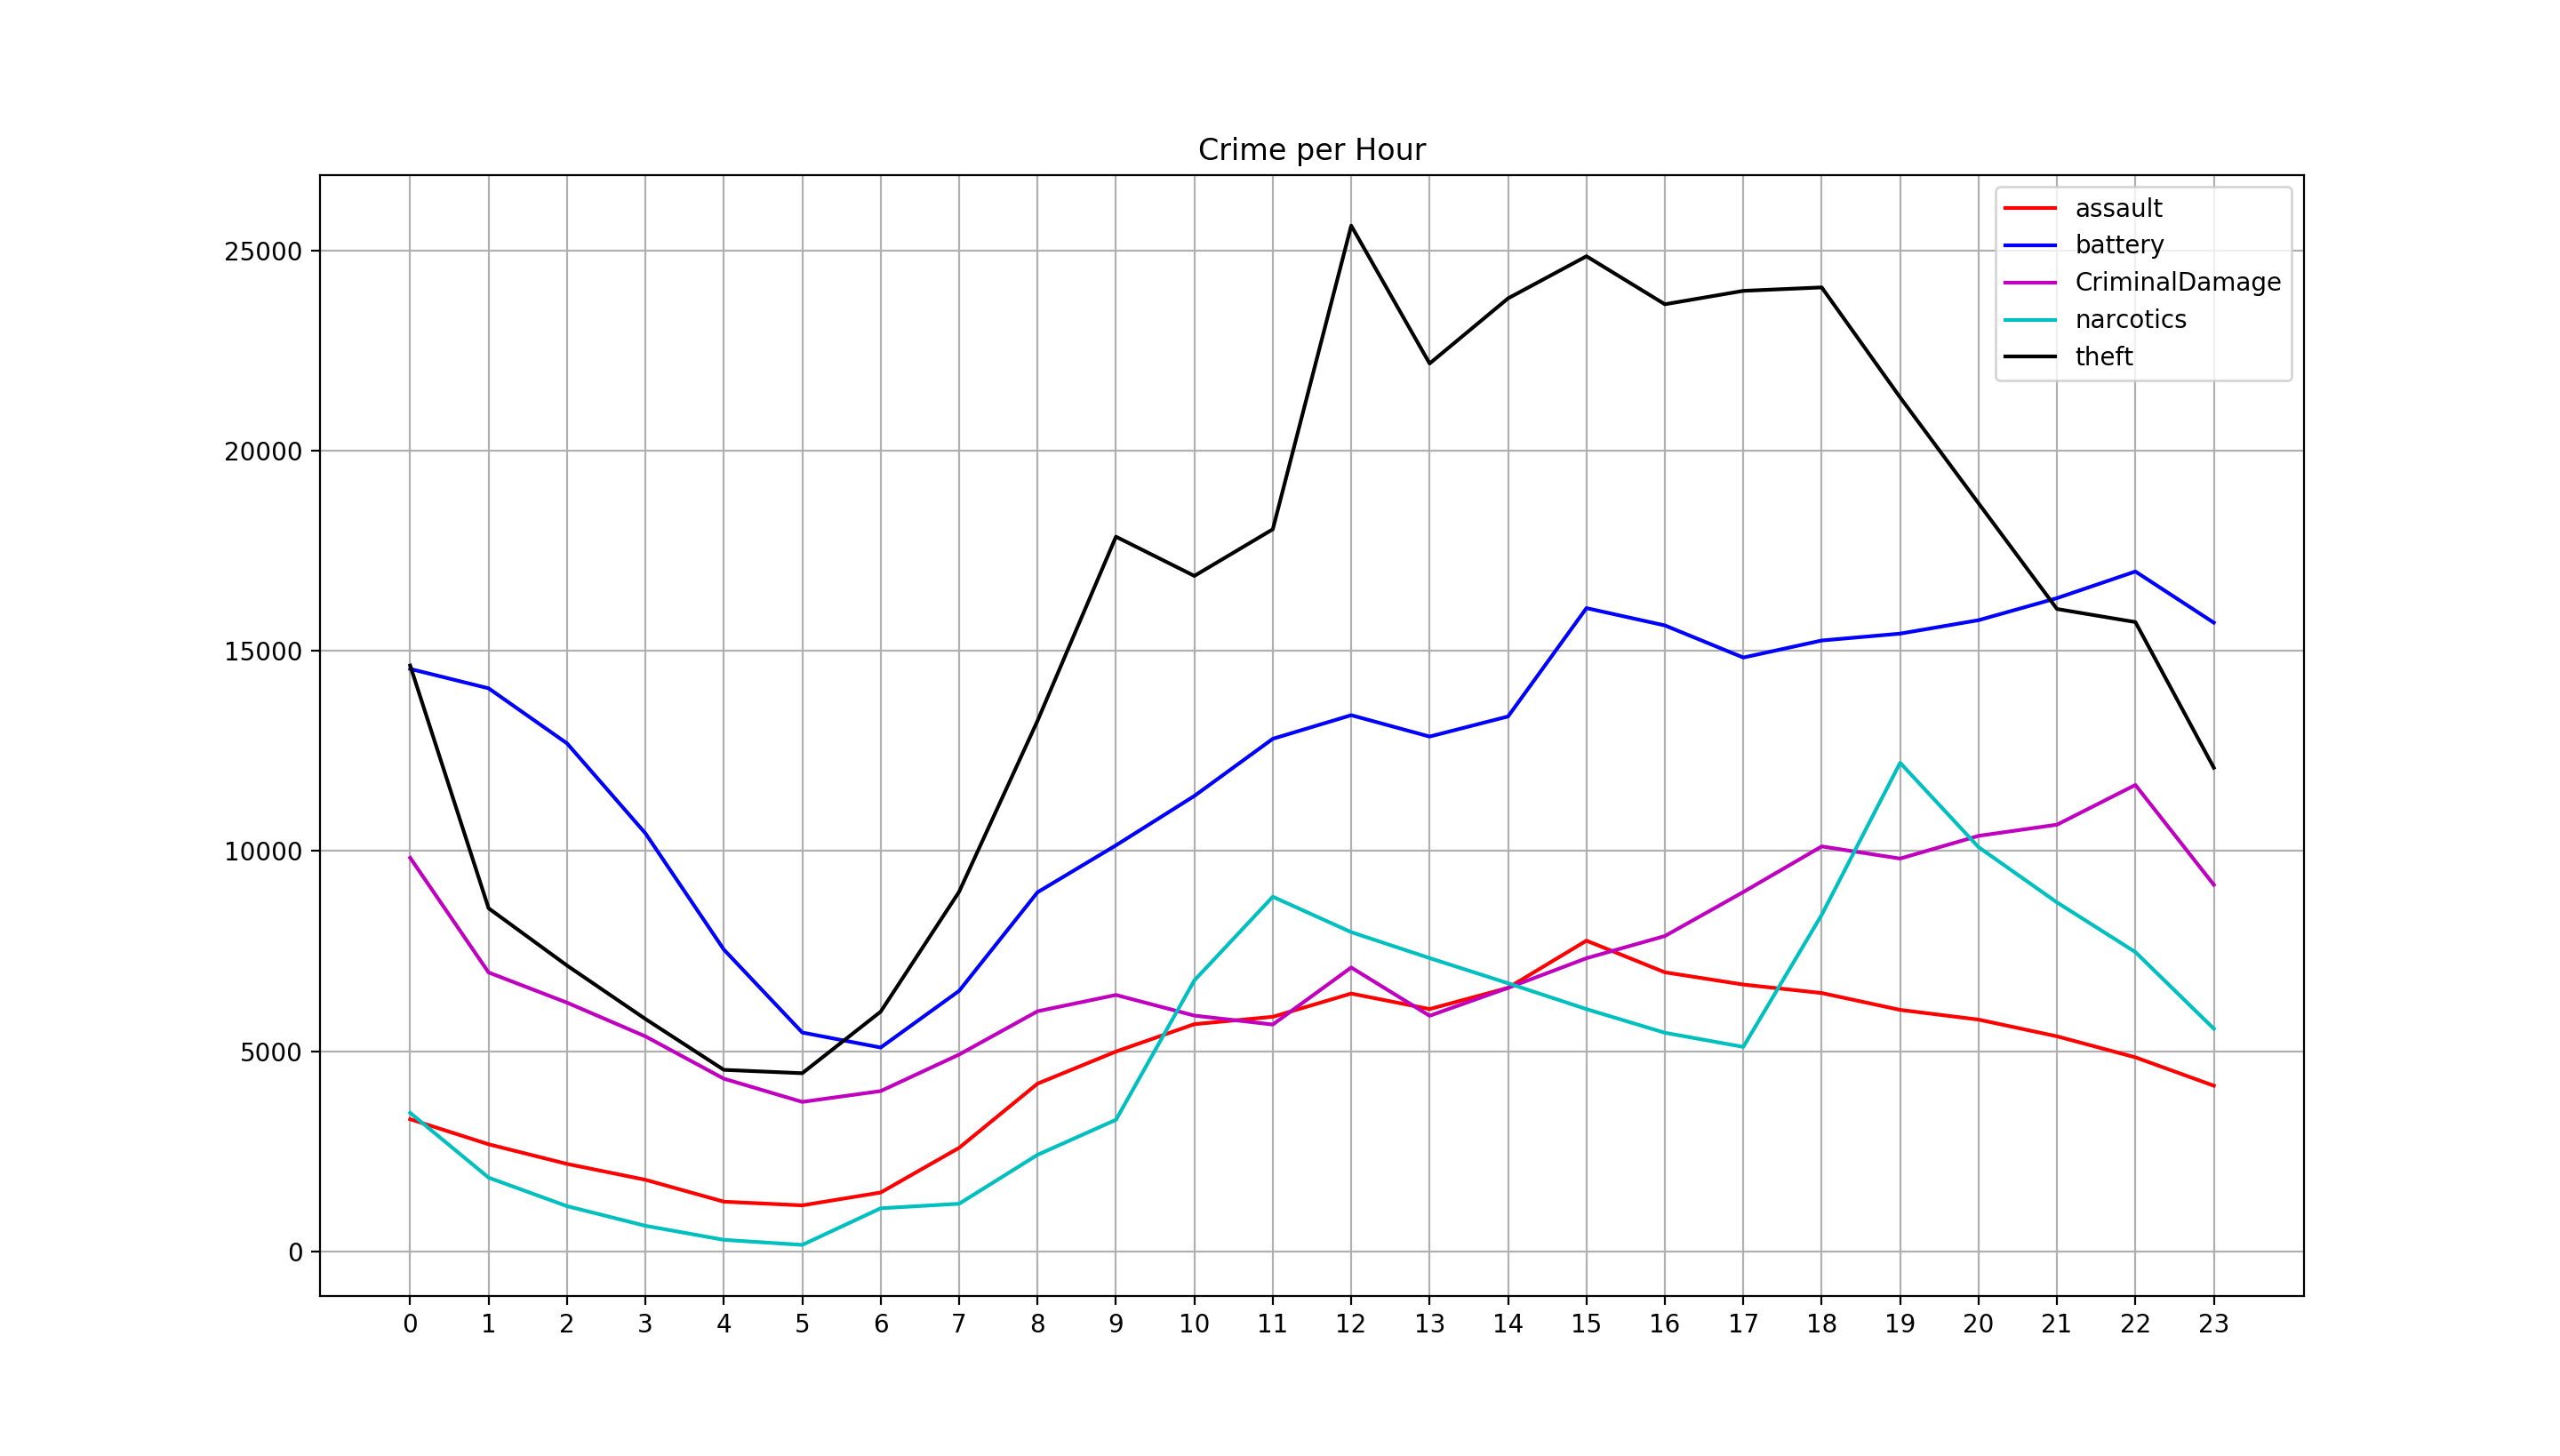 Crime per Hour
assault
battery
CriminalDamage
narcotics
theft
25000
20000
15000
10000
5000
0
0 1 2 3 4 5 6 7 8 9 10 11 12 13 14 15 16 17 18 19 20 21 22 23